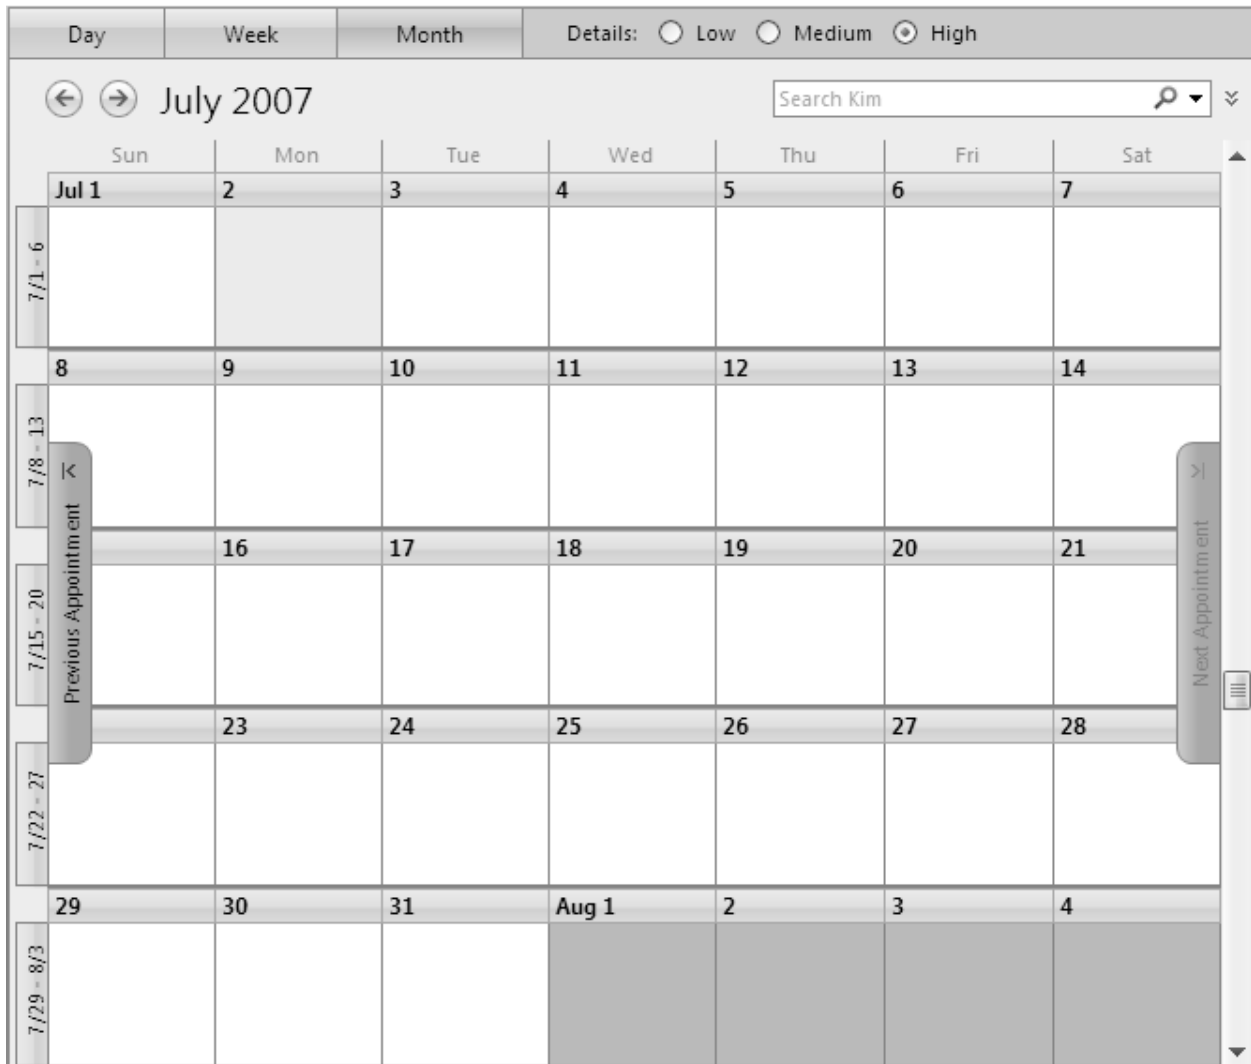 Day Week Month Details: Low Medium High
July 2007 Search Kim
Sun Mon Tue Wed Thu Fri Sat
Jul 1 2 3 4 5 6 7
7/1 - 6
8 9 10 11 12 13 14
7/8 - 13
Previous Appointment
Next Appointment
16 17 18 19 20 21
7/15 - 20
23 24 25 26 27 28
7/22 - 27
29 30 31 Aug 1 2 3 4
7/29 - 8/3